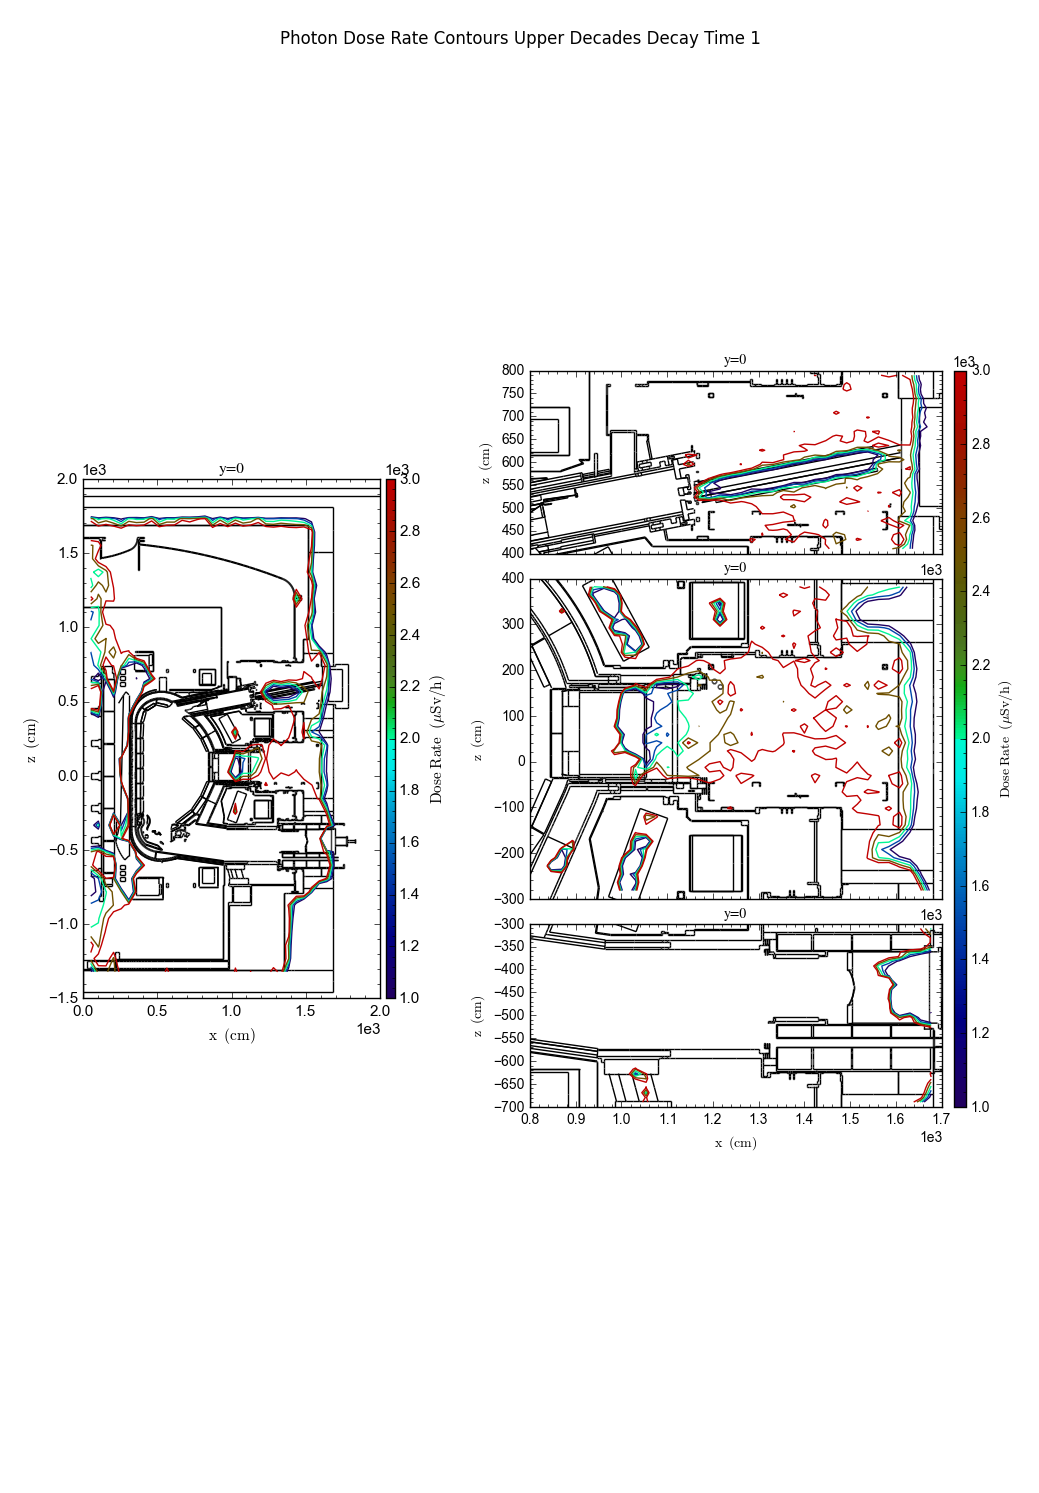 Photon Dose Rate Contours Upper Decades Decay Time 1
y=0
1e3
1e3
2.0
1.5
1.0
0.5
0.0
−0.5
−1.0
−1.5
z (cm)
0.0 0.5 1.0 1.5 2.0
1e3
x (cm)
3.0
2.8
2.6
2.4
2.2
2.0
1.8
1.6
1.4
1.2
1.0
Dose Rate (μSv/h)
y=0
800
750
700
650
600
550
500
450
400
z (cm)
y=0
1e3
400
300
200
100
0
−100
−200
−300
z (cm)
y=0
1e3
−300
−350
−400
−450
−500
−550
−600
−650
−700
z (cm)
0.8 0.9 1.0 1.1 1.2 1.3 1.4 1.5 1.6 1.7
1e3
x (cm)
1e3
3.0
2.8
2.6
2.4
2.2
2.0
1.8
1.6
1.4
1.2
1.0
Dose Rate (μSv/h)